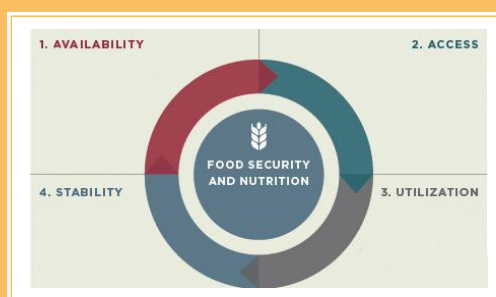 1. AVAILABILITY
2. ACCESS
FOOD SECURITY
AND NUTRITION
4. STABILITY
3. UTILIZATION